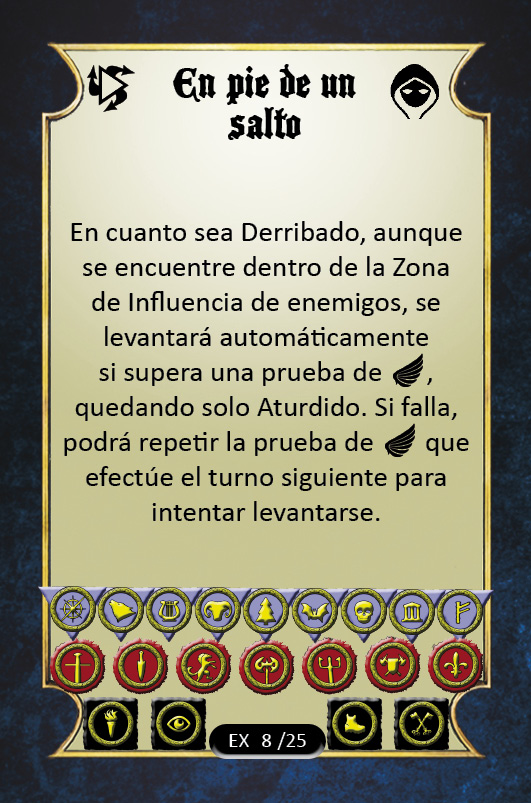 En pie de un
salto
En cuanto sea Derribado, aunque
se encuentre dentro de la Zona
de Influencia de enemigos, se
levantará automáticamente
si supera una prueba de ,
quedando solo Aturdido. Si falla,
podrá repetir la prueba de que
efectúe el turno siguiente para
intentar levantarse.
EX 8 /25